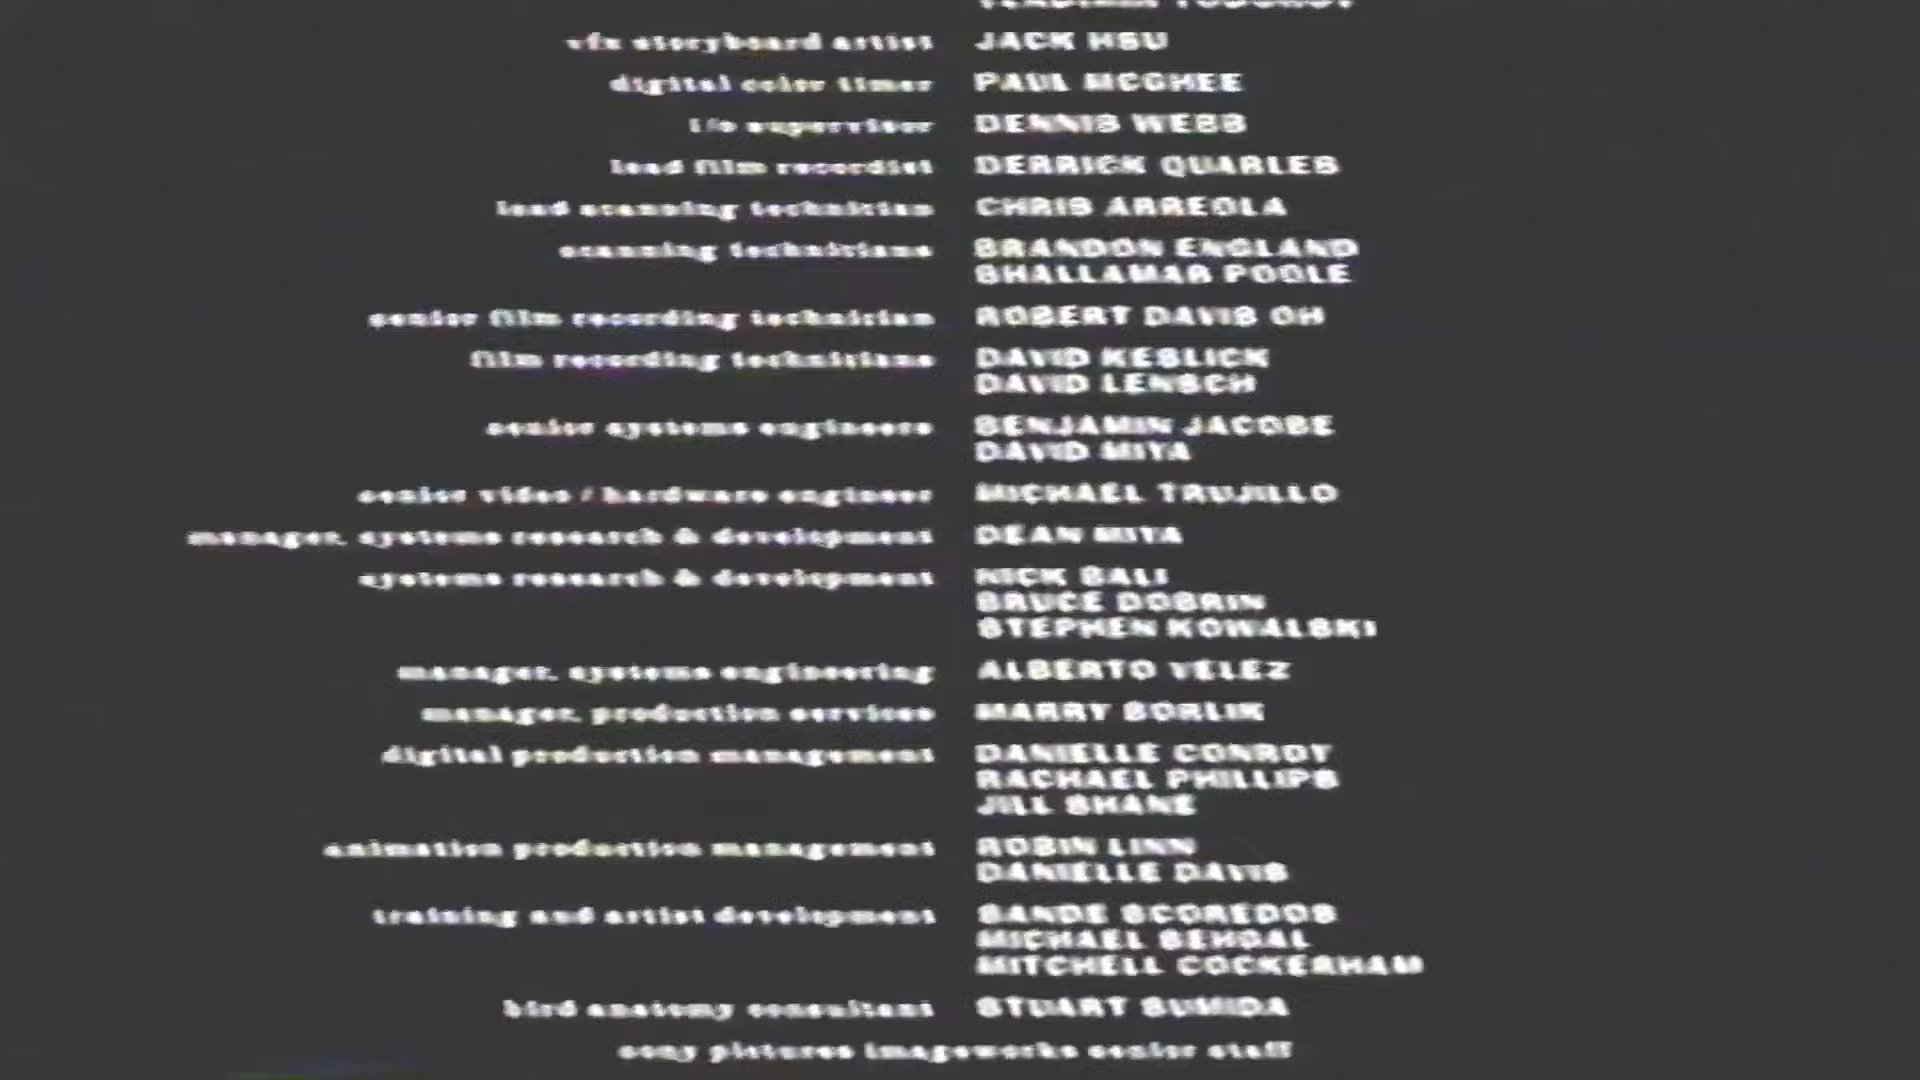 VLADIMIR TODOROV
vfx storyboard artist JACK HSU
digital color timer PAUL MCGHEE
i/o supervisor DENNIS WEBB
lead film recordist DERRICK QUARLES
lead scanning technician CHRIS ARREOLA
scanning technicians BRANDON ENGLAND
SHALLAMAR POOLE
senior film recording technician ROBERT DAVIS OH
film recording technicians DAVID KESLICK
DAVID LENSCH
senior systems engineers BENJAMIN JACOBE
DAVID MIYA
senior video / hardware engineer MICHAEL TRUJILLO
manager, systems research & development DEAN MIYA
systems research & development NICK BALI
BRUCE DOBRIN
STEPHEN KOWALSKI
manager, systems engineering ALBERTO VELEZ
manager, production services MARRY BORLIK
digital production management DANIELLE CONROY
RACHAEL PHILLIPS
JILL SHANE
animation production management ROBIN LINN
DANIELLE DAVIS
training and artist development SANDE SCOREDOS
MICHAEL SEHGAL
MITCHELL COCKERHAM
bird anatomy consultant STUART SUMIDA
sony pictures imageworks senior staff